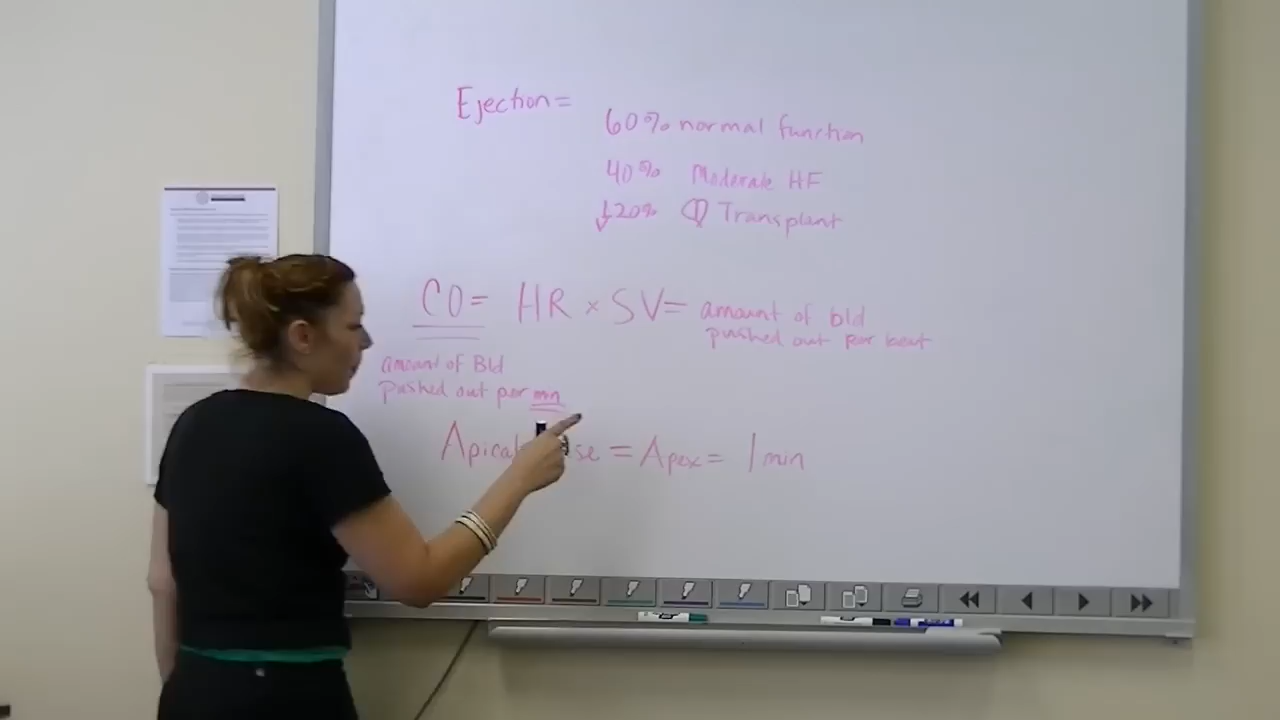 Ejection =
60% normal function
40% Moderate HF
↓20% Transplant
CO= HR × SV= amount of bld
pushed out per beat
amount of Bld
pushed out per min
Apical se = Apex = 1 min